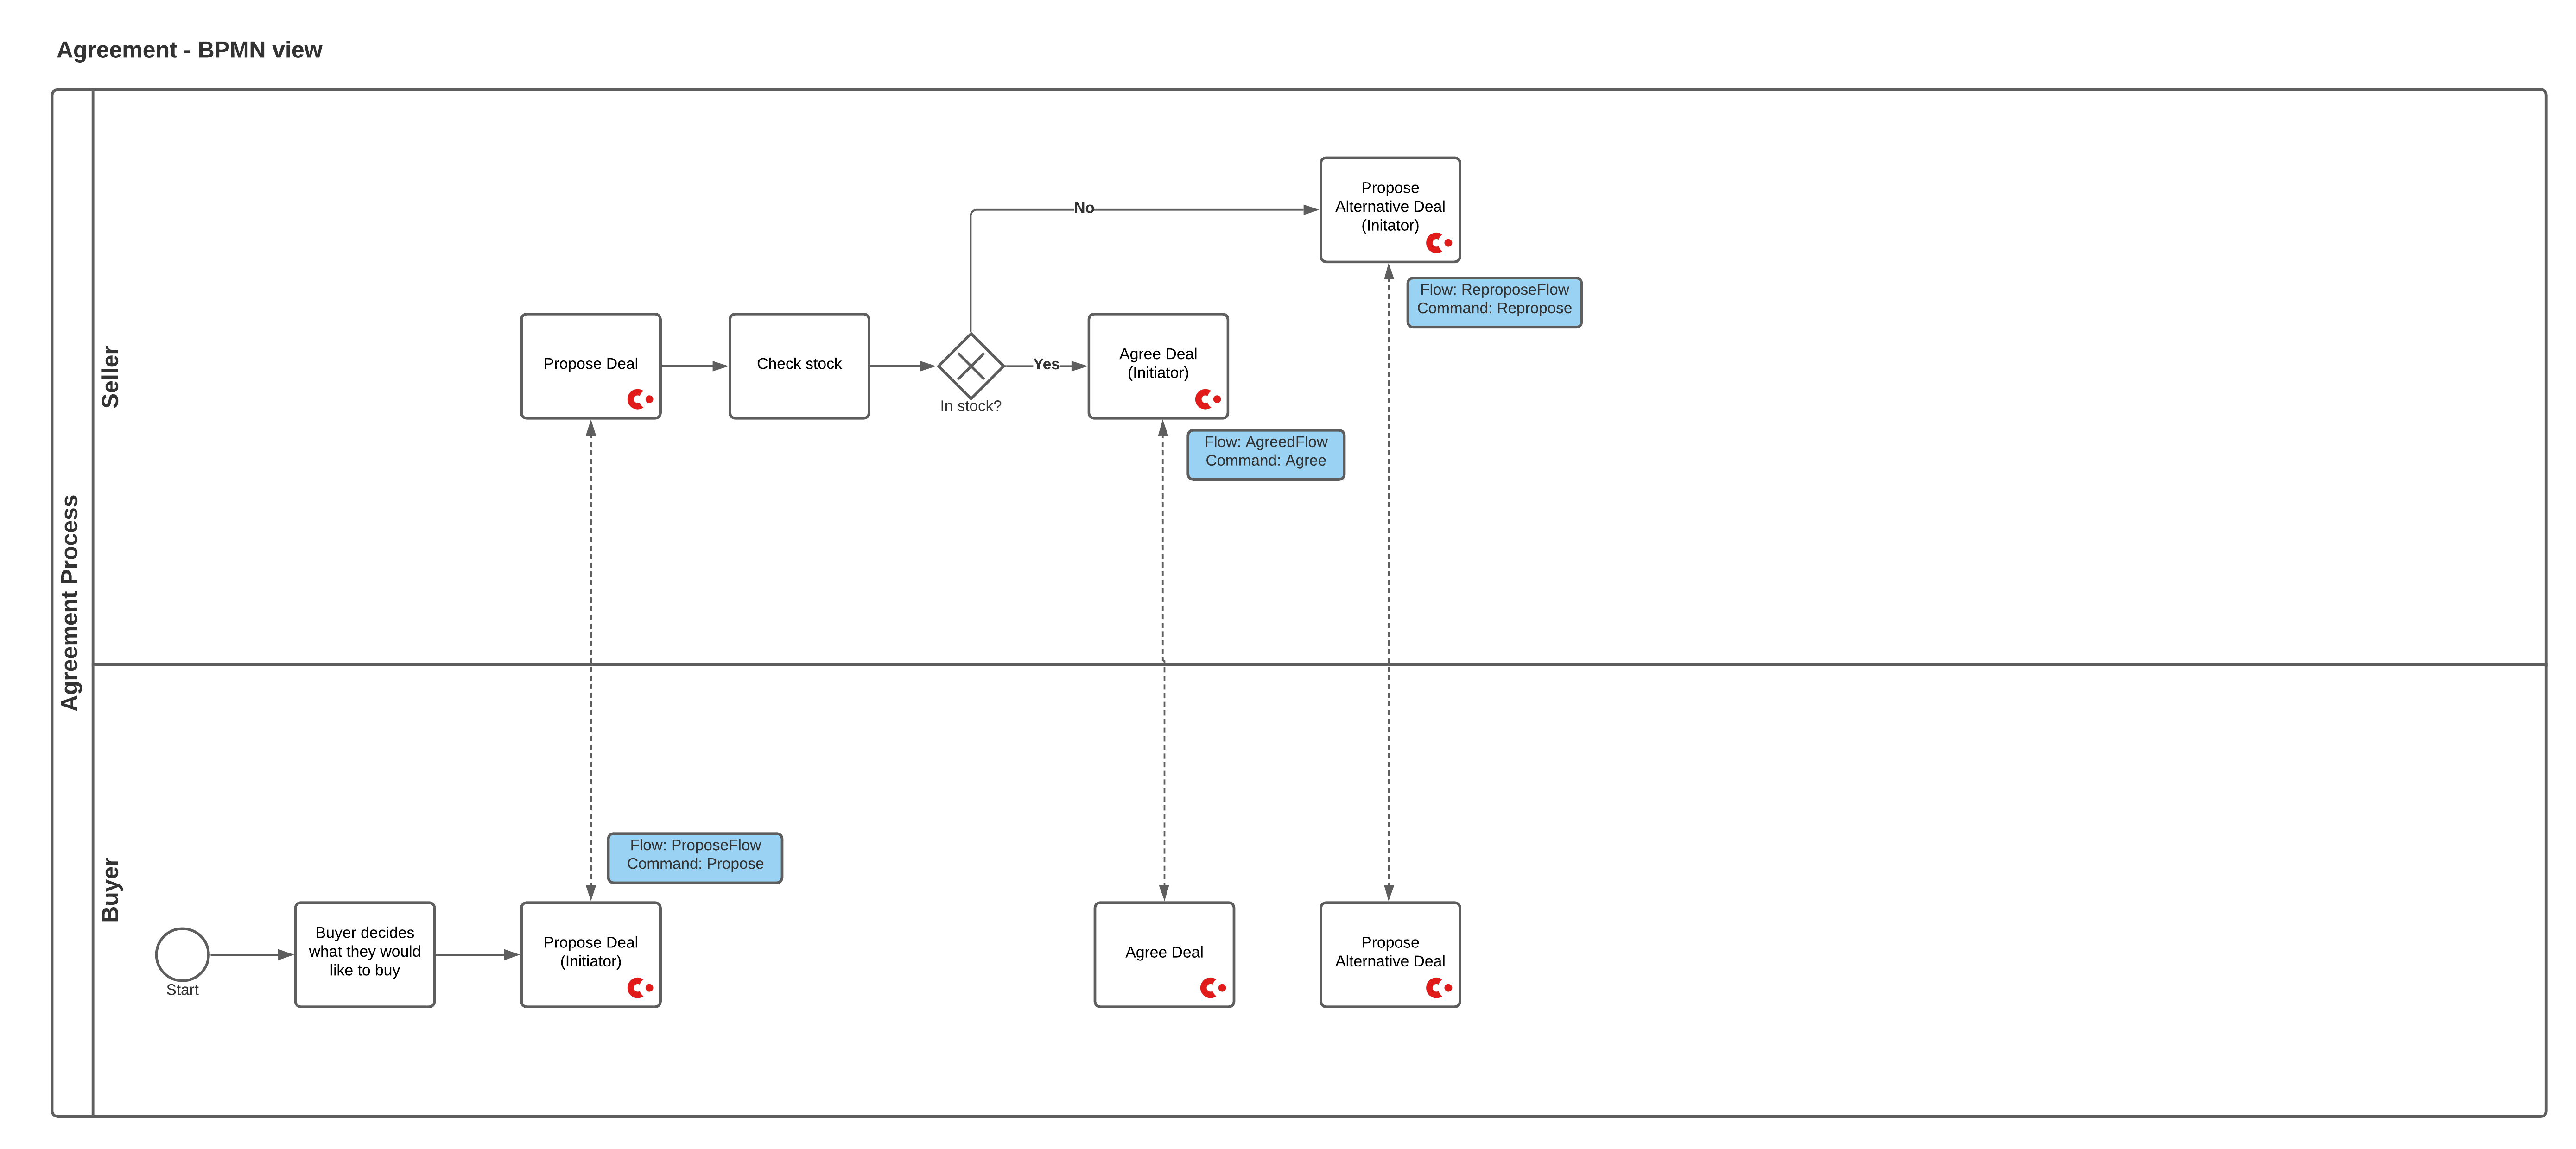 Agreement - BPMN view
Agreement Process
Seller
Propose
Alternative Deal
(Initator)
No
Flow: ReproposeFlow
Command: Repropose
Propose Deal
Check stock
In stock?
Yes
Agree Deal
(Initiator)
Flow: AgreedFlow
Command: Agree
Buyer
Flow: ProposeFlow
Command: Propose
Start
Buyer decides
what they would
like to buy
Propose Deal
(Initiator)
Agree Deal
Propose
Alternative Deal